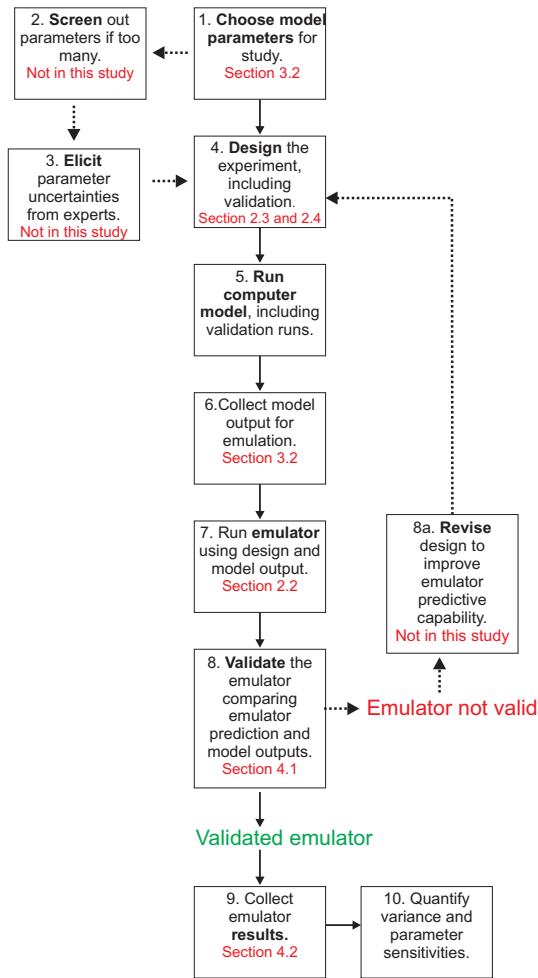 1. Choose model
parameters for
study.
Section 3.2
2. Screen out
parameters if too
many.
Not in this study
3. Elicit
parameter
uncertainties
from experts.
Not in this study
4. Design the
experiment,
including
validation.
Section 2.3 and 2.4
5. Run
computer
model, including
validation runs.
6.Collect model
output for
emulation.
Section 3.2
7. Run emulator
using design and
model output.
Section 2.2
8. Validate the
emulator
comparing
emulator
prediction and
model outputs.
Section 4.1
Emulator not valid
8a. Revise
design to
improve
emulator
predictive
capability.
Not in this study
Validated emulator
9. Collect
emulator
results.
Section 4.2
10. Quantify
variance and
parameter
sensitivities.